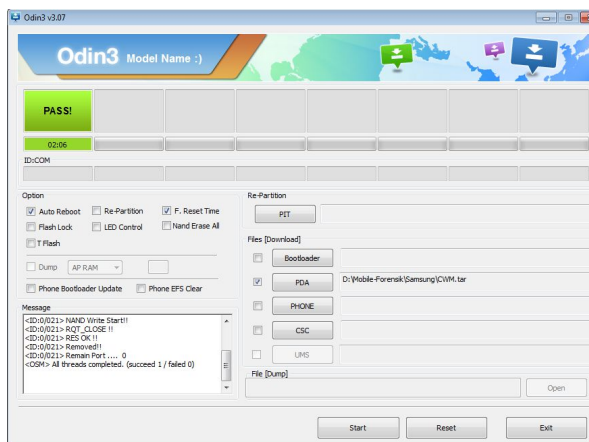 Odin3 v3.07
Odin3 Model Name :)
PASS!
02:06
ID:COM
Option
Auto Reboot Re-Partition F. Reset Time
Flash Lock LED Control Nand Erase All
T Flash
Dump AP RAM
Phone Bootloader Update Phone EFS Clear
Message
<ID:0/021> NAND Write Start!!
<ID:0/021> RQT_CLOSE !!
<ID:0/021> RES OK !!
<ID:0/021> Removed!!
<ID:0/021> Remain Port .... 0
<OSM> All threads completed. (succeed 1 / failed 0)
Re-Partition
PIT
Files [Download]
Bootloader
PDA D:\Mobile-Forensik\Samsung\CWM.tar
PHONE
CSC
UMS
File [Dump]
Open
Start Reset Exit